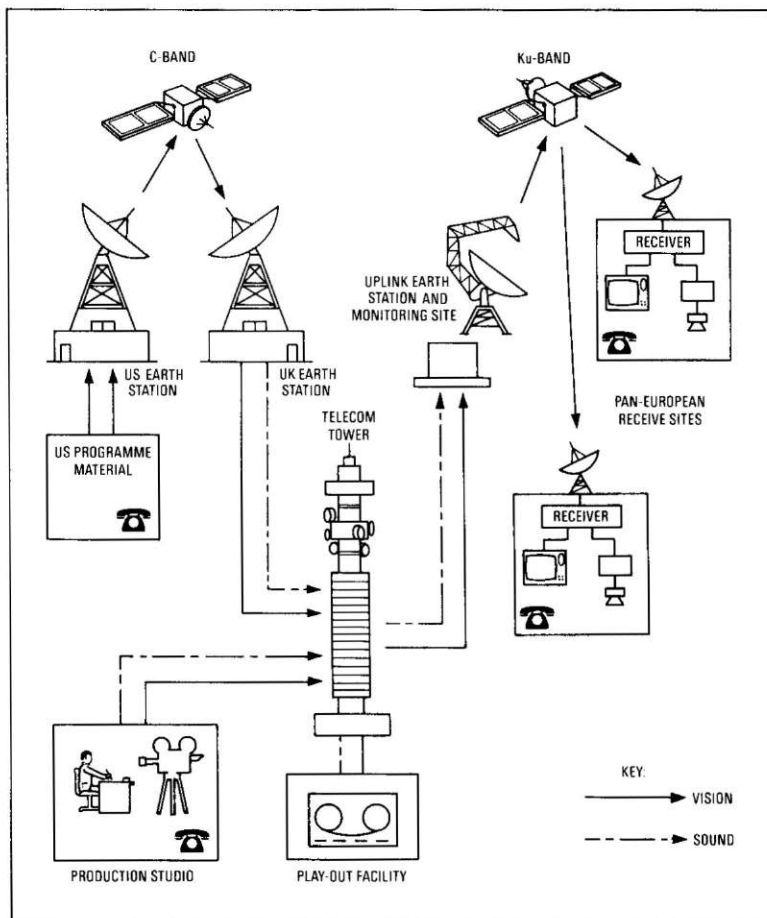 C-BAND
Ku-BAND
RECEIVER
UPLINK EARTH
STATION AND
MONITORING SITE
US EARTH
STATION
UK EARTH
STATION
PAN-EUROPEAN
RECEIVE SITES
TELECOM
TOWER
US PROGRAMME
MATERIAL
RECEIVER
KEY:
VISION
SOUND
PRODUCTION STUDIO
PLAY-OUT FACILITY